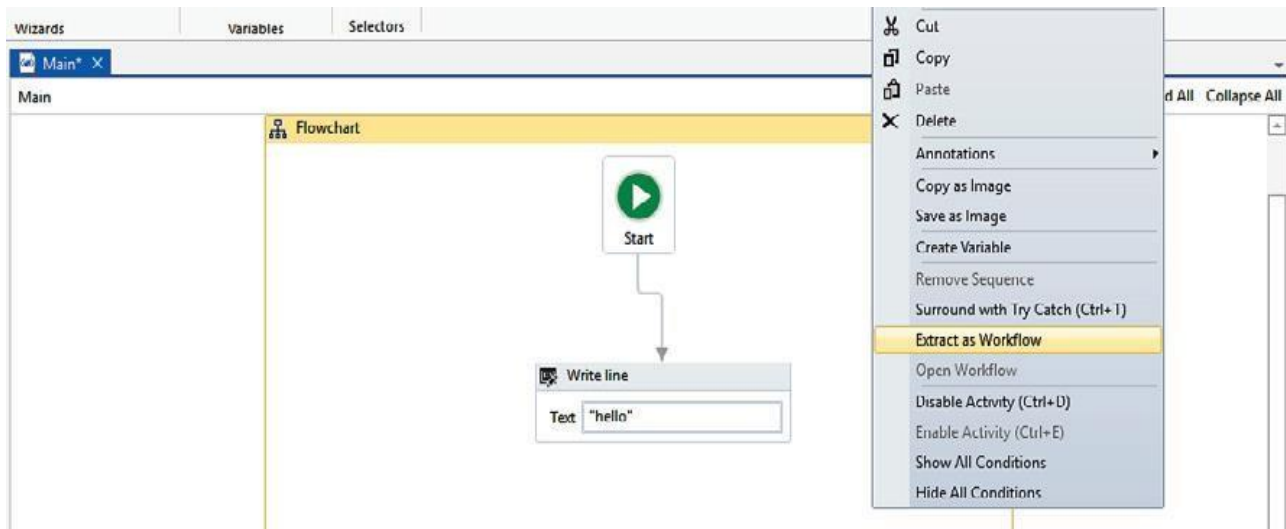 Wizards Variables Selectors
Main* X
Main
d All Collapse All
Flowchart
Start
Write line
Text "hello"
Cut
Copy
Paste
Delete
Annotations
Copy as Image
Save as Image
Create Variable
Remove Sequence
Surround with Try Catch (Ctrl+T)
Extract as Workflow
Open Workflow
Disable Activity (Ctrl+D)
Enable Activity (Ctrl+E)
Show All Conditions
Hide All Conditions